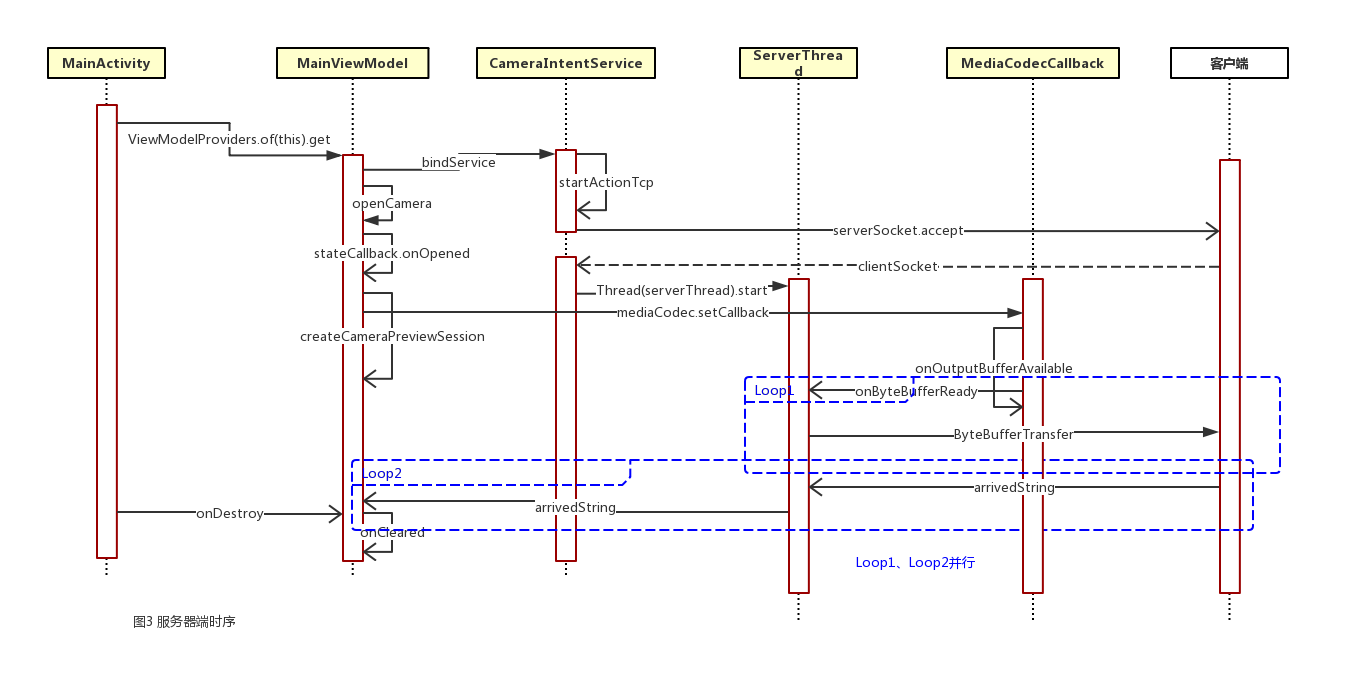 MainActivity
MainViewModel
CameraIntentService
ServerThrea
d
MediaCodecCallback
客户端
ViewModelProviders.of(this).get
bindService
startActionTcp
openCamera
serverSocket.accept
stateCallback.onOpened
clientSocket
Thread(serverThread).start
mediaCodec.setCallback
createCameraPreviewSession
onOutputBufferAvailable
Loop1
onByteBufferReady
ByteBufferTransfer
Loop2
arrivedString
arrivedString
onDestroy
onCleared
Loop1、Loop2并行
图3 服务器端时序